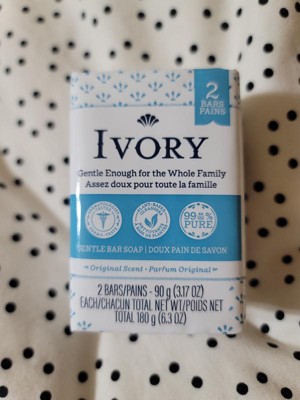 2
BARS
PAINS
IVORY
Gentle Enough for the Whole Family
Assez doux pour toute la famille
99 44/100 %
PURE
GENTLE BAR SOAP | DOUX PAIN DE SAVON
Original Scent · Parfum Original
2 BARS/PAINS - 90 g (3.17 OZ)
EACH/CHACUN TOTAL NET WT/POIDS NET
TOTAL 180 g (6.3 OZ)